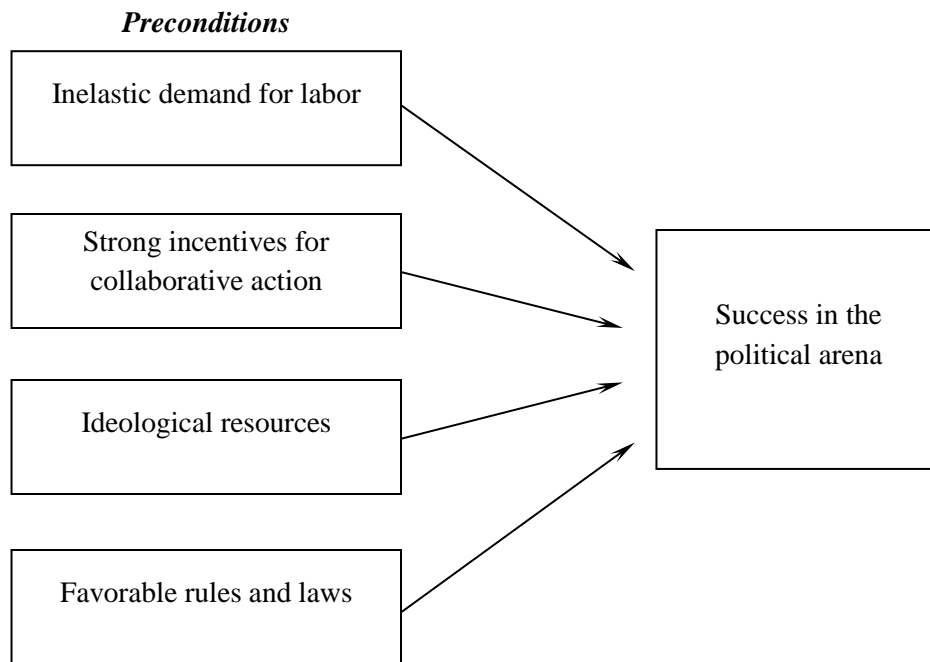 Preconditions
Inelastic demand for labor
Strong incentives for
collaborative action
Success in the
political arena
Ideological resources
Favorable rules and laws